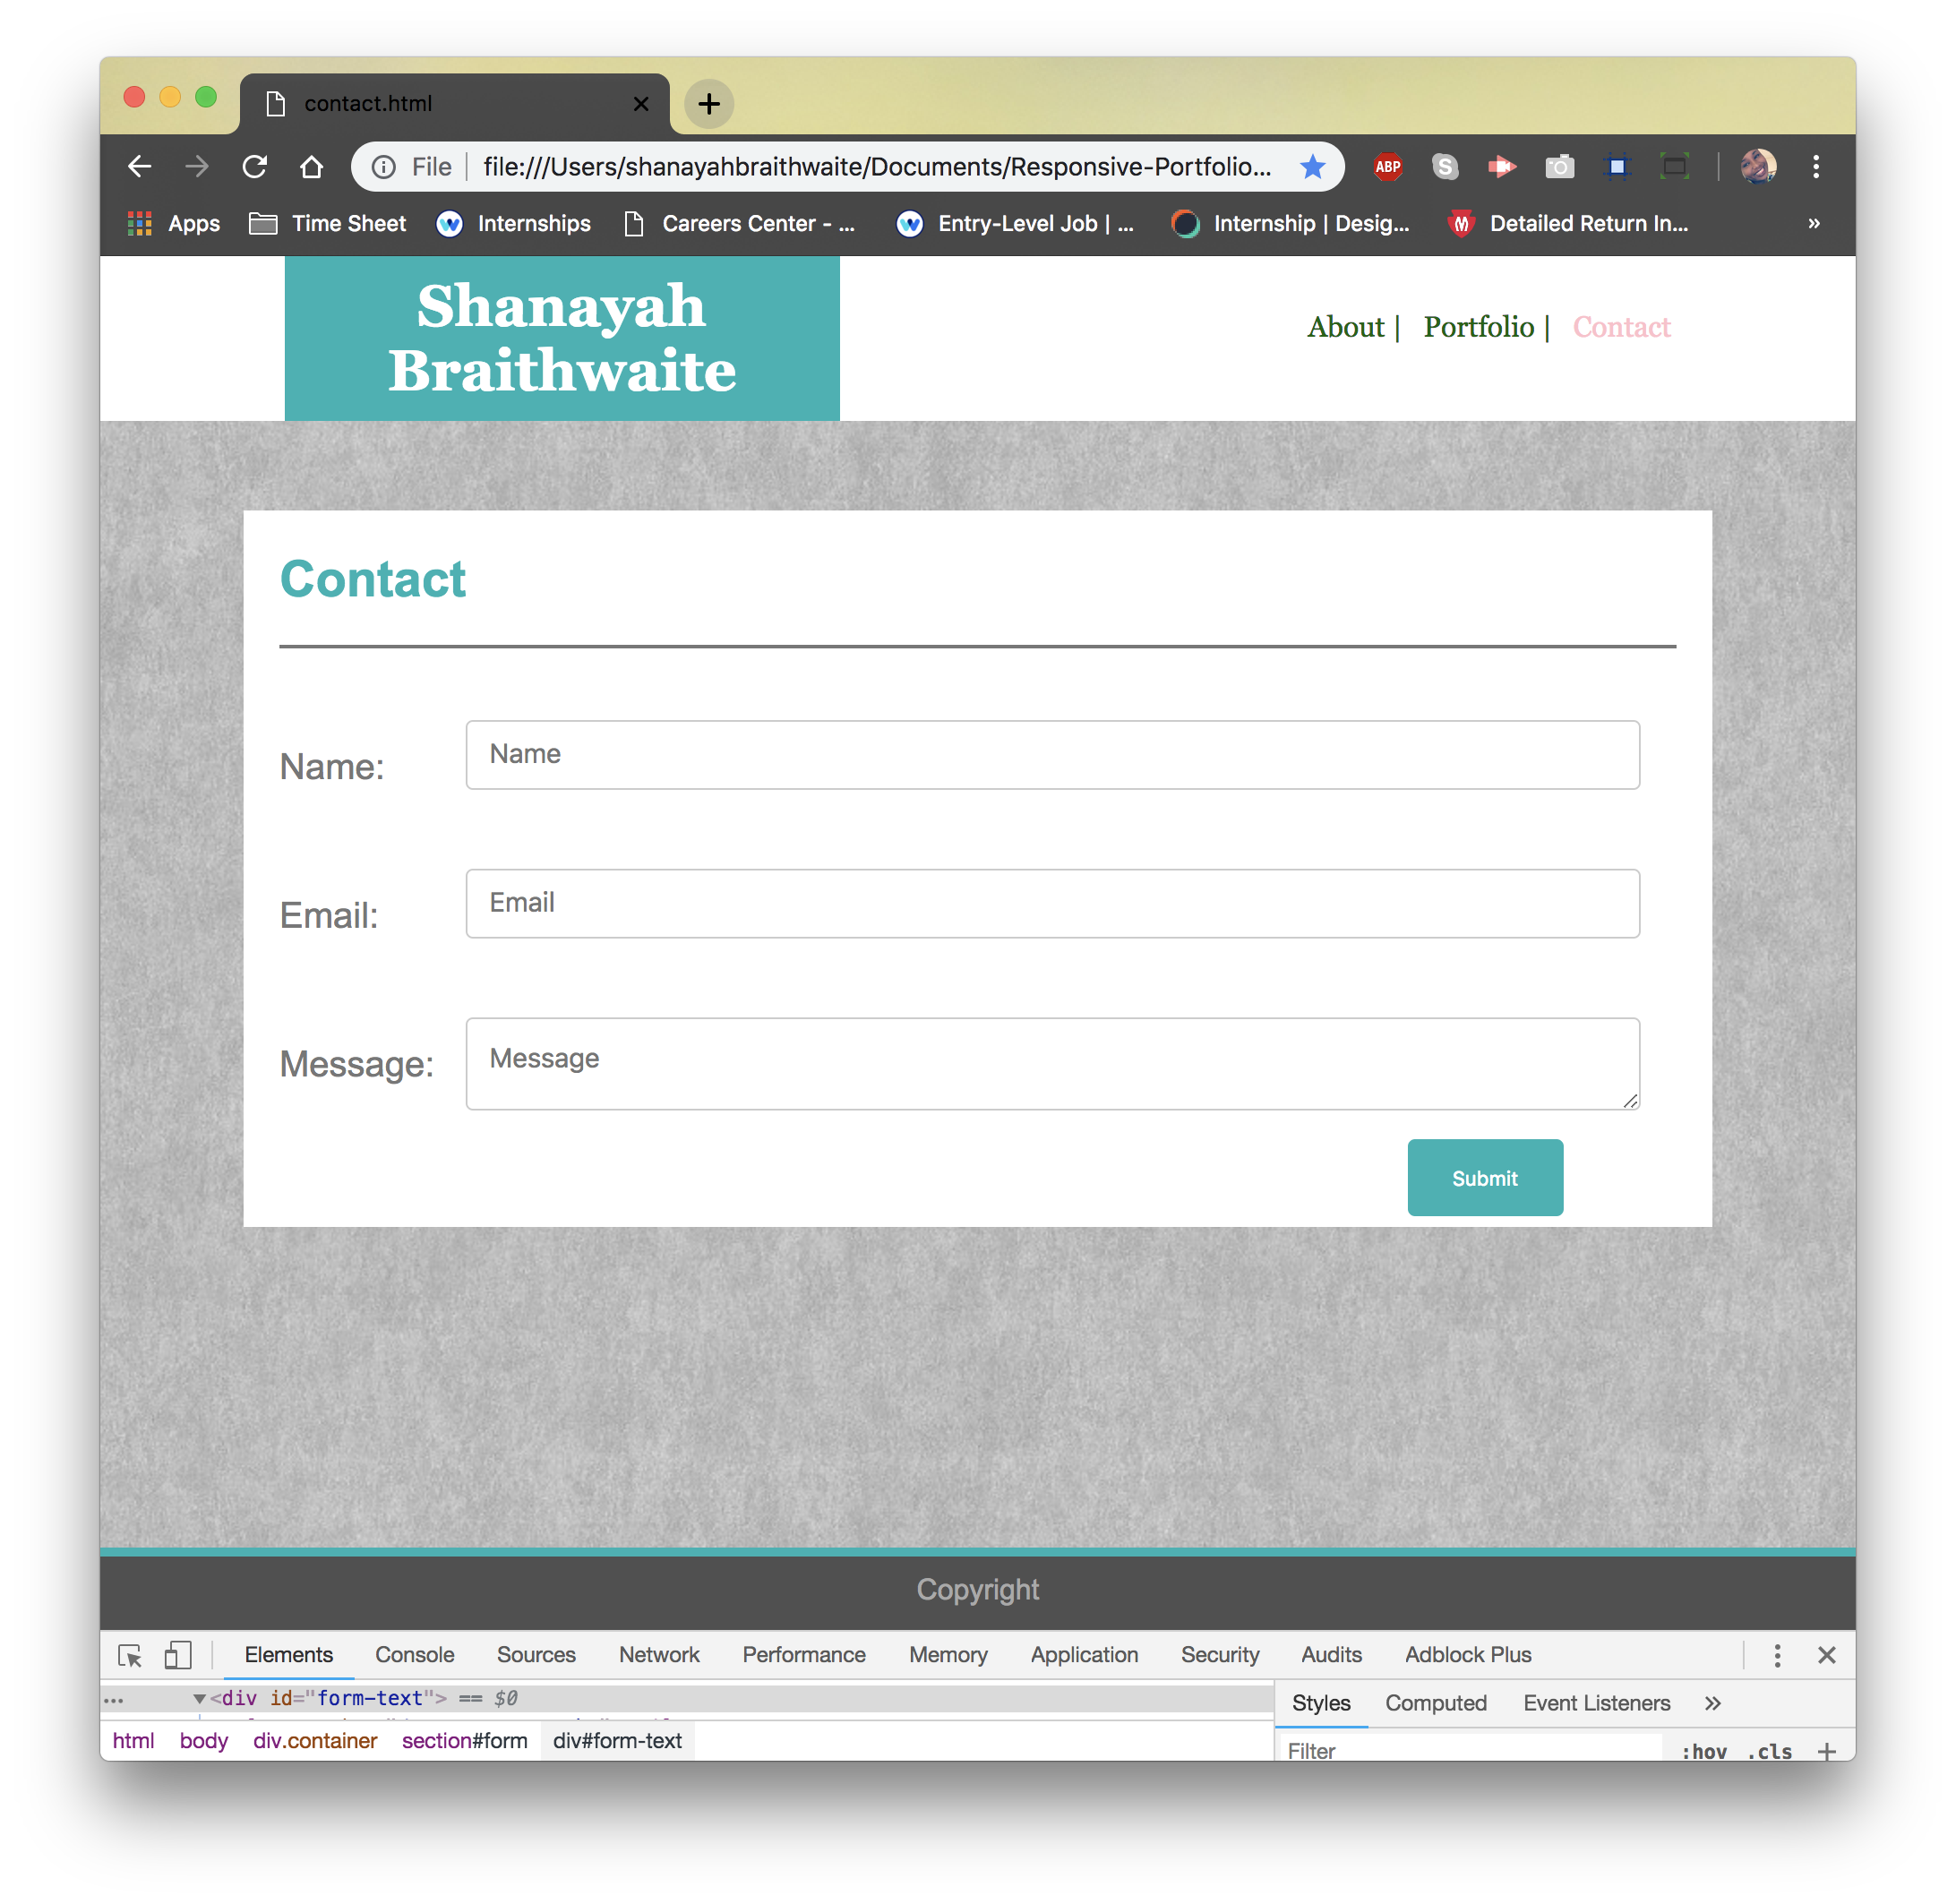 contact.html
File file:///Users/shanayahbraithwaite/Documents/Responsive-Portfolio... ABP S
Apps Time Sheet Internships Careers Center - ... Entry-Level Job | ... Internship | Desig... Detailed Return In... »
Shanayah
Braithwaite
About | Portfolio | Contact
Contact
Name: Name
Email: Email
Message: Message
Submit
Copyright
Elements Console Sources Network Performance Memory Application Security Audits Adblock Plus
... ▼<div id="form-text"> == $0
Styles Computed Event Listeners »
html body div.container section#form div#form-text
Filter :hov .cls +